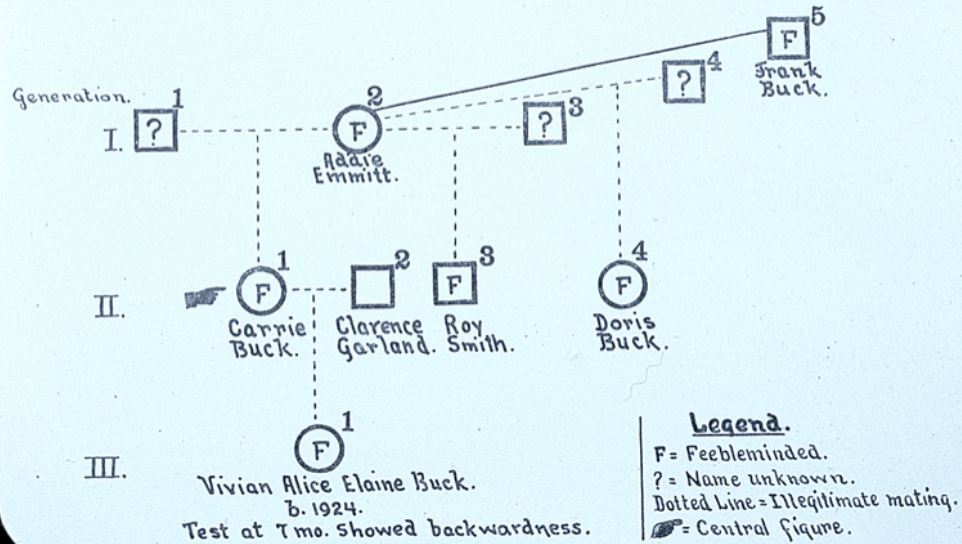 5
F
Frank
Buck.
4
?
Generation.
1
2
3
I.
?
F
?
Addie
Emmitt.
1
2
3
4
II.
F
F
F
Carrie
Buck.
Clarence
Garland.
Roy
Smith.
Doris
Buck.
1
III.
F
Vivian Alice Elaine Buck.
b. 1924.
Test at 7 mo. Showed backwardness.
Legend.
F = Feebleminded.
? = Name unknown.
Dotted Line = Illegitimate mating.
= Central figure.